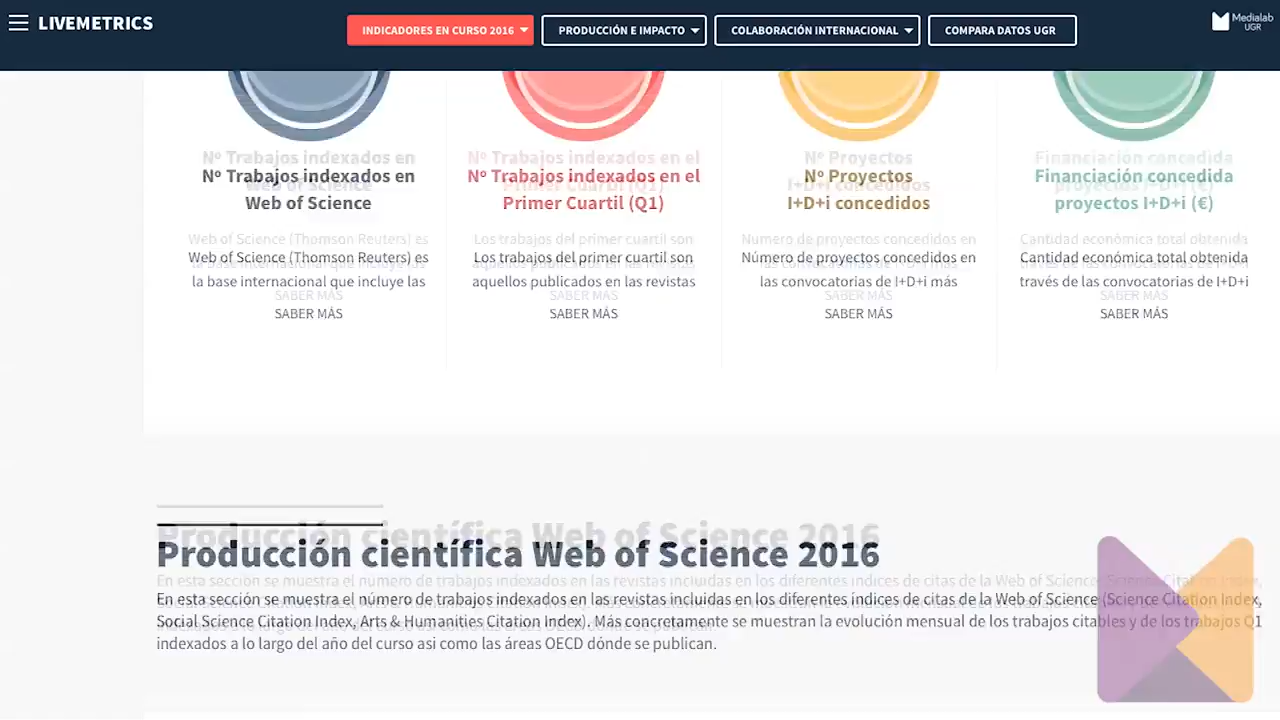 LIVEMETRICS
INDICADORES EN CURSO 2016
PRODUCCIÓN E IMPACTO
COLABORACIÓN INTERNACIONAL
COMPARA DATOS UGR
Medialab
UGR
Nº Trabajos indexados en
Web of Science
Web of Science (Thomson Reuters) es
la base internacional que incluye las
SABER MÁS
Nº Trabajos indexados en el
Primer Cuartil (Q1)
Los trabajos del primer cuartil son
aquellos publicados en las revistas
SABER MÁS
Nº Proyectos
I+D+i concedidos
Número de proyectos concedidos en
las convocatorias de I+D+i más
SABER MÁS
Financiación concedida
proyectos I+D+i (€)
Cantidad económica total obtenida
través de las convocatorias de I+D+i
SABER MÁS
Producción científica Web of Science 2016
En esta sección se muestra el número de trabajos indexados en las revistas incluidas en los diferentes indices de citas de la Web of Science (Science Citation Index,
Social Science Citation Index, Arts & Humanities Citation Index). Más concretamente se muestran la evolución mensual de los trabajos citables y de los trabajos Q1
indexados a lo largo del año del curso así como las áreas OECD dónde se publican.